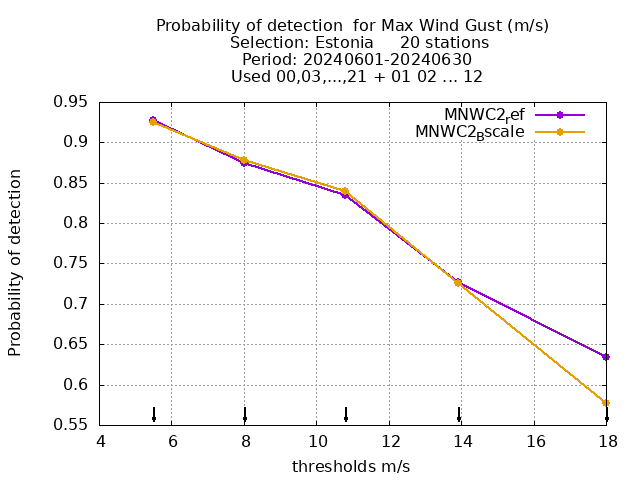 Probability of detection  for Max Wind Gust (m/s)
Selection: Estonia     20 stations
Period: 20240601-20240630
Used 00,03,...,21 + 01 02 ... 12
Probability of detection
0.95
0.9
0.85
0.8
0.75
0.7
0.65
0.6
0.55
MNWC2ref
MNWC2Bscale
4 6 8 10 12 14 16 18
thresholds m/s